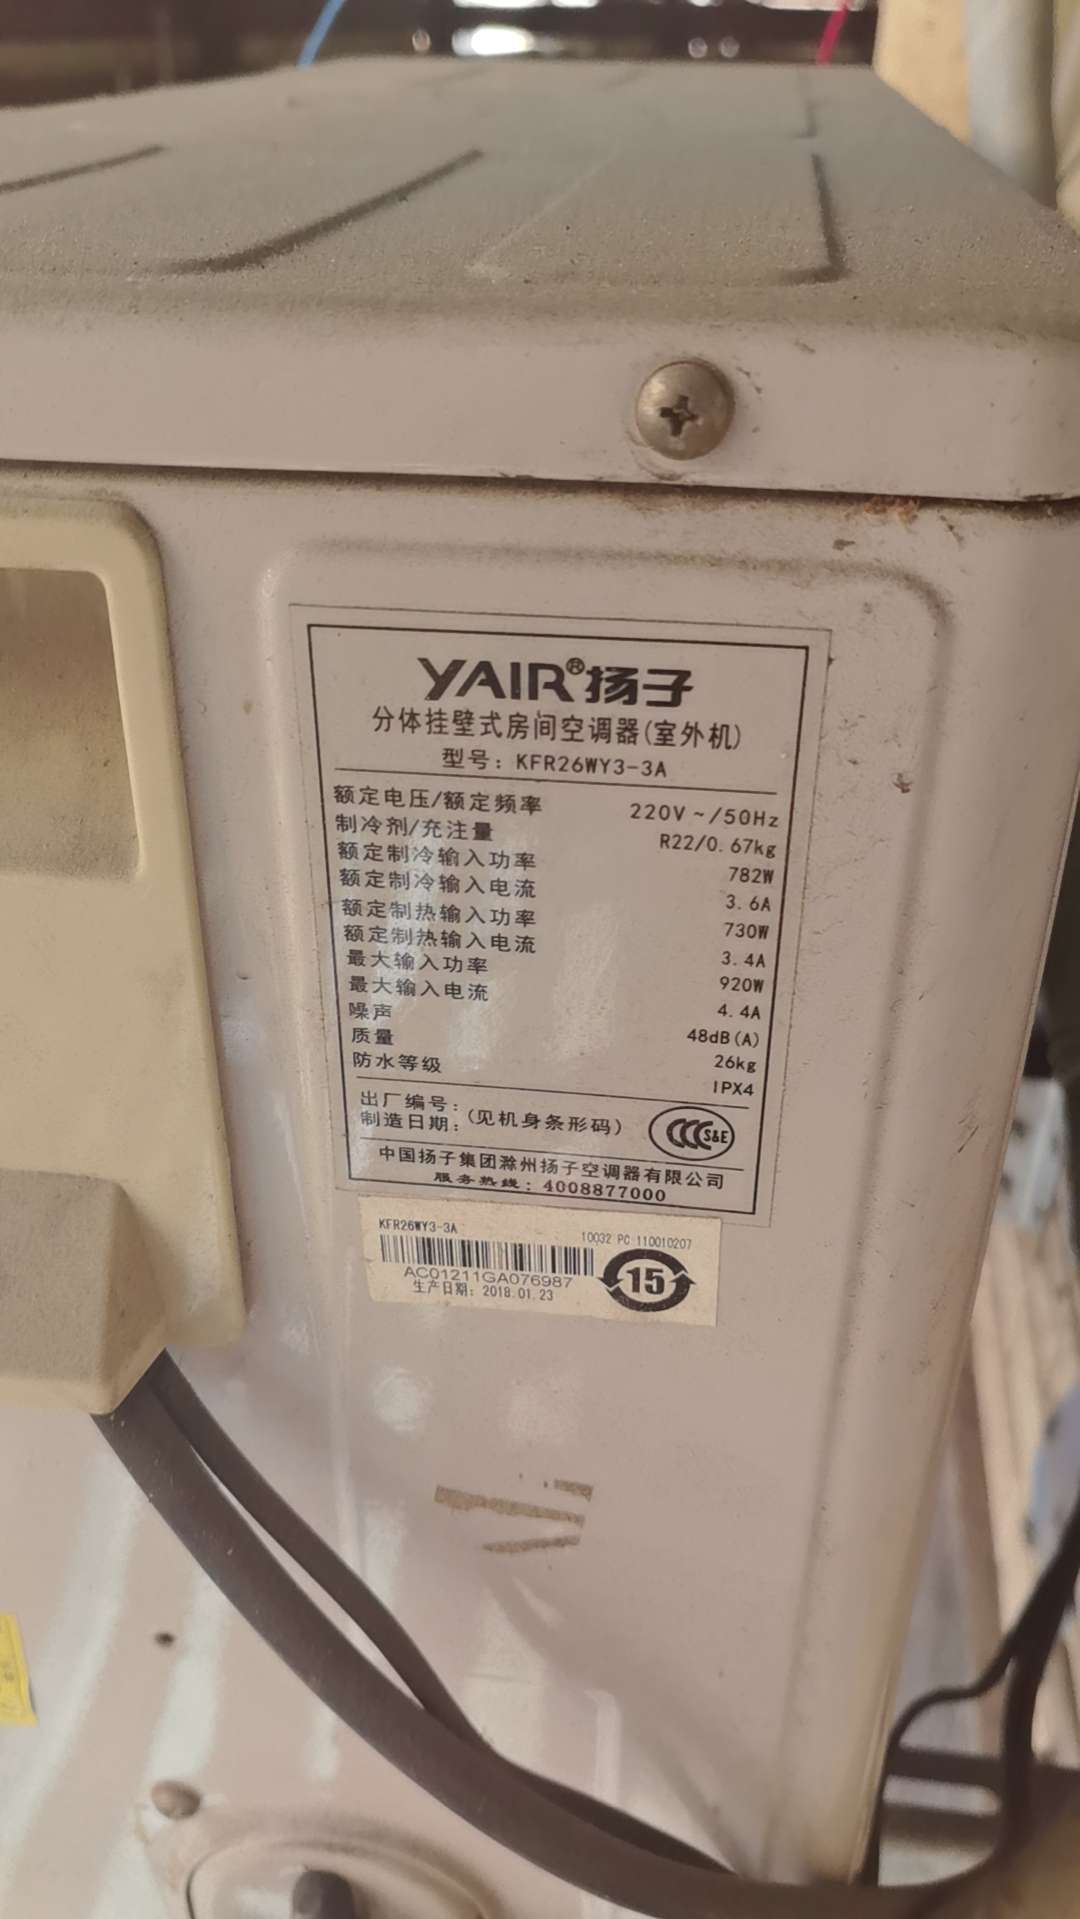 YAIR®扬子
分体挂壁式房间空调器(室外机)
型号：KFR26WY3-3A
额定电压/额定频率 220V~/50Hz
制冷剂/充注量 R22/0.67kg
额定制冷输入功率 782W
额定制冷输入电流 3.6A
额定制热输入功率 730W
额定制热输入电流 3.4A
最大输入功率 920W
最大输入电流 4.4A
噪声 48dB(A)
质量 26kg
防水等级 IPX4
出厂编号：
制造日期：(见机身条形码)
CCC S&E
中国扬子集团滁州扬子空调器有限公司
服务热线：4008877000
KFR26WY3-3A 10032 PC 110010207
AC01211GA076987
生产日期：2018.01.23
15